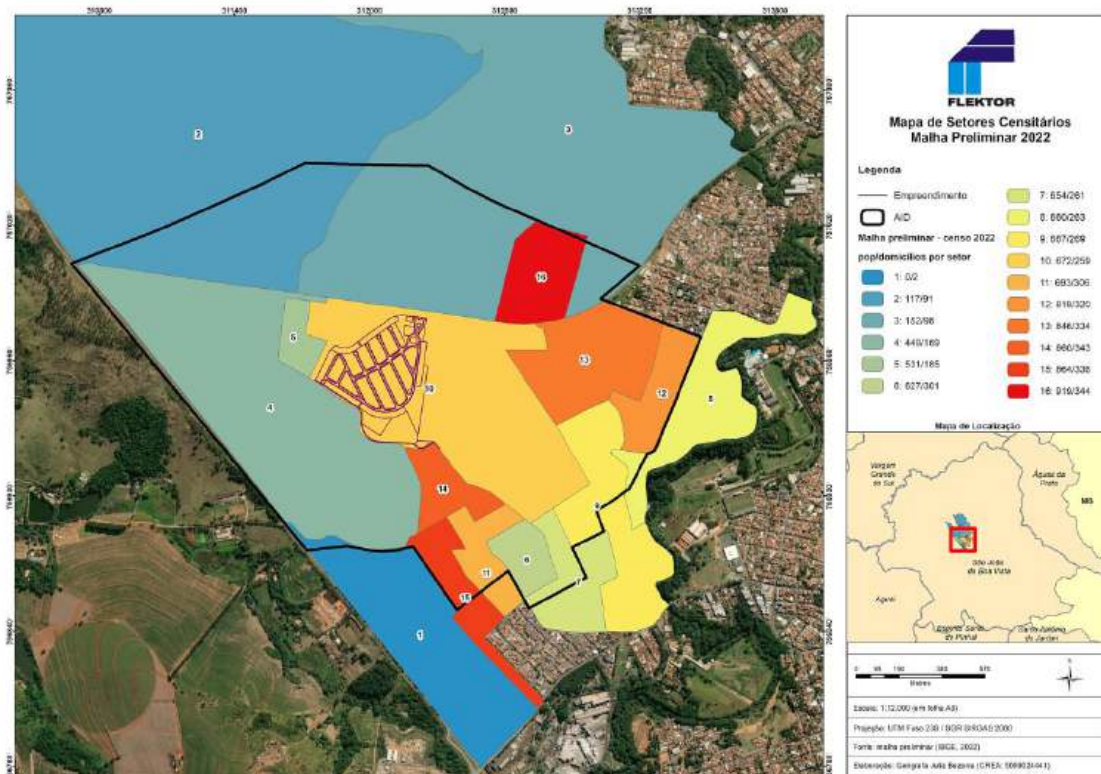 FLEKTOR
Mapa de Setores Censitários
Malha Preliminar 2022
Legenda
Empreendimento
AID
Malha preliminar - censo 2022
pop/domicílios por setor
1: 0/2
2: 117/91
3: 152/98
4: 449/169
5: 531/185
6: 627/301
7: 654/261
8: 660/263
9: 667/269
10: 672/259
11: 693/306
12: 819/320
13: 846/334
14: 860/343
15: 864/338
16: 919/344
2
3
16
5
13
10
12
8
4
14
9
6
11
7
15
1
Mapa de Localização
Vargem
Grande
do Sul
Águas da
Prata
MG
São João
da Boa Vista
Aguaí
Espírito Santo
do Pinhal
Santo Antônio
do Jardim
Metros
Escala: 1:12.000 (em folha A3)
Projeção: UTM Fuso 23S / SGR SIRGAS 2000
Fonte: malha preliminar (IBGE, 2022)